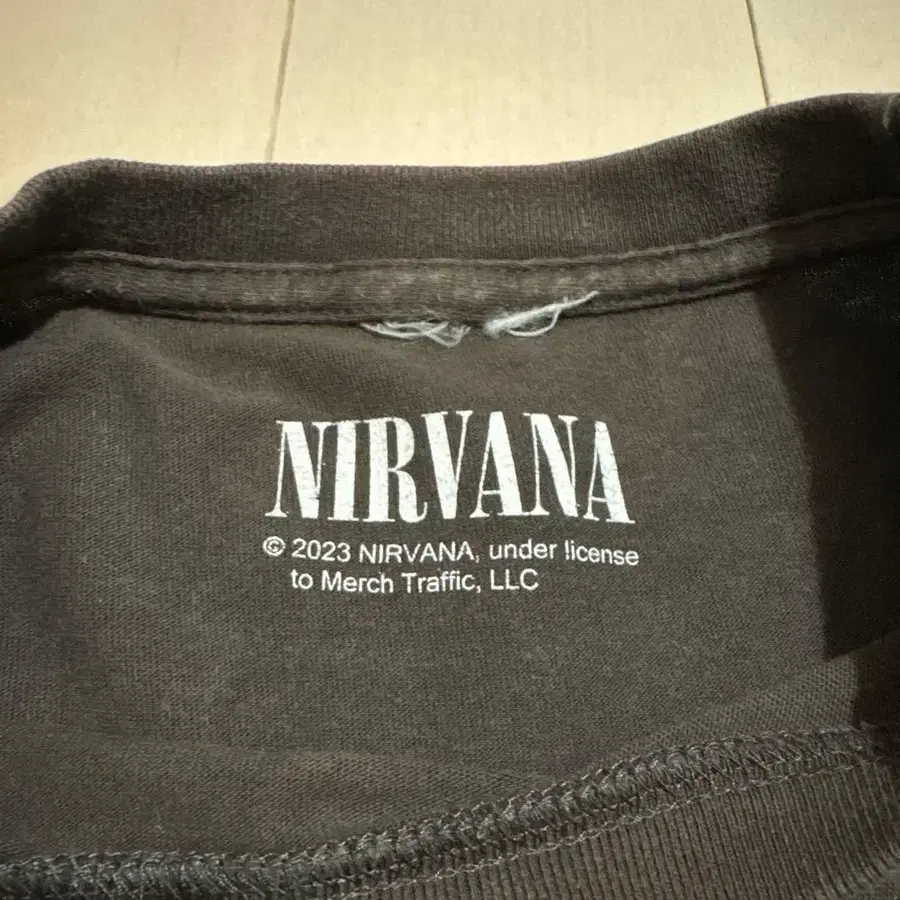 NIRVANA
© 2023 NIRVANA, under license
to Merch Traffic, LLC